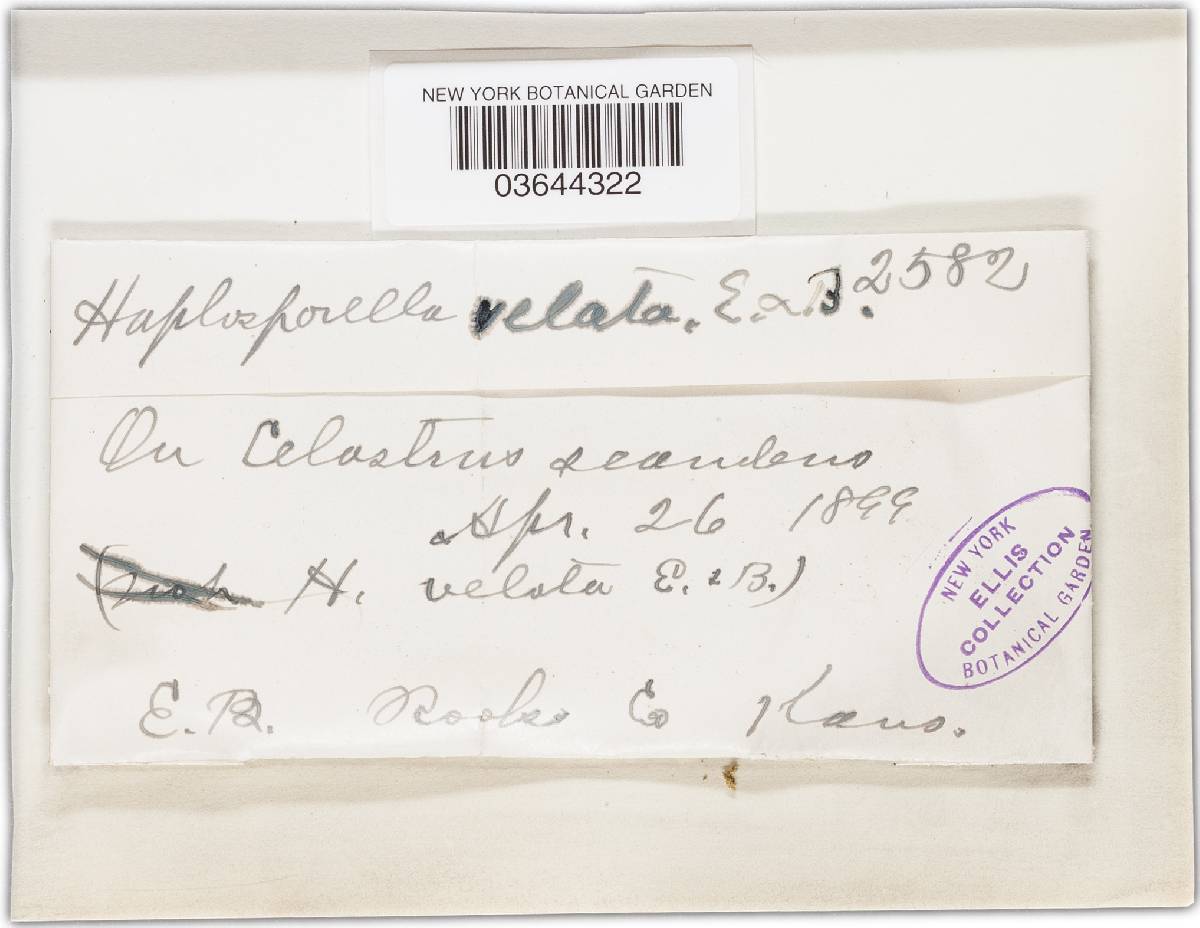 NEW YORK BOTANICAL GARDEN
03644322
Haplosporella velata. E. & B. 2582
On Celastrus scandens
Apr. 26 1899
H. velata E. & B.)
E. B. Rooks Co Kans.
NEW YORK
ELLIS
COLLECTION
BOTANICAL GARDEN